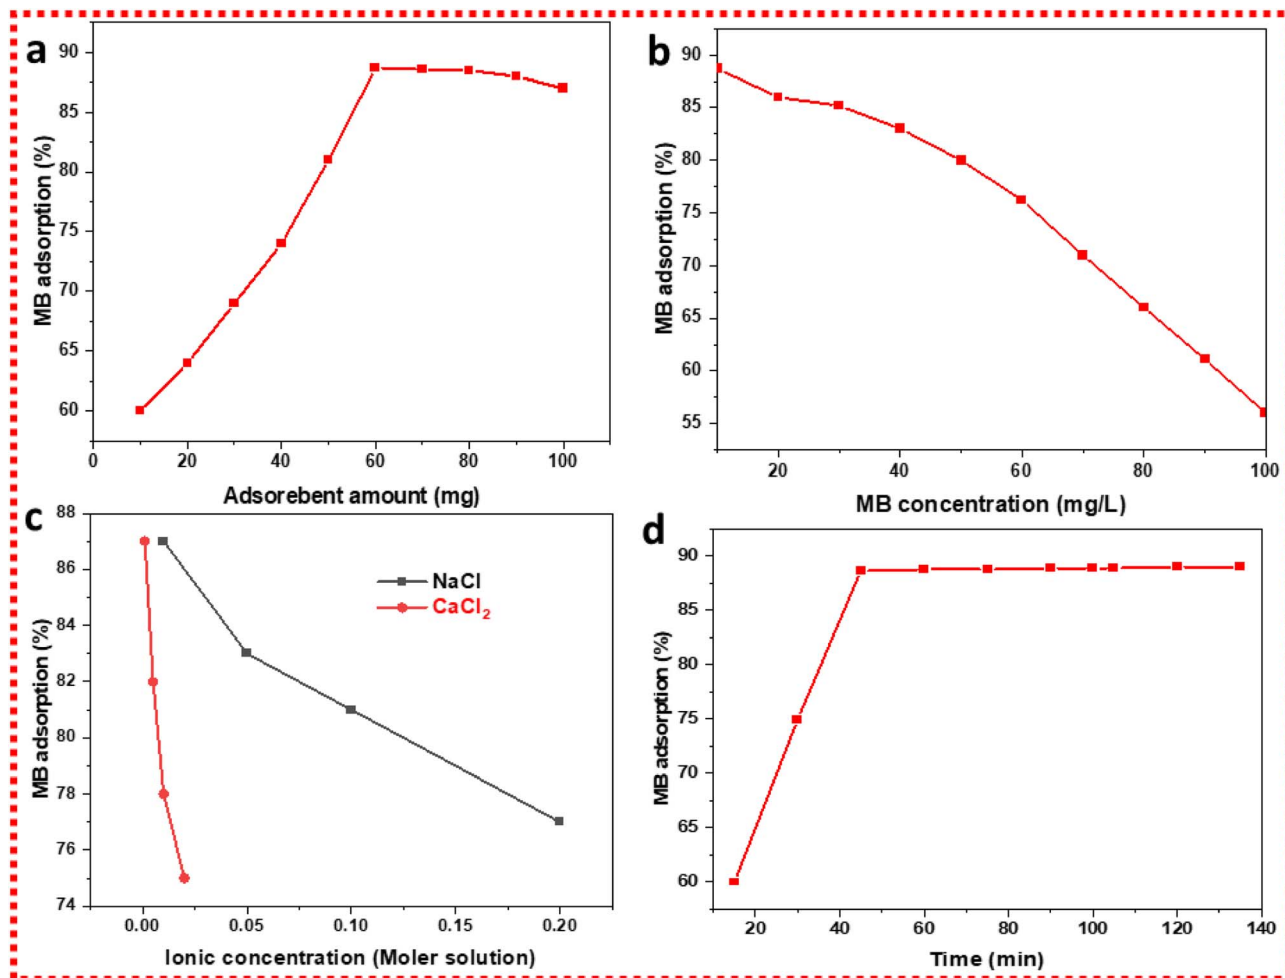 a
90
85
80
75
70
65
60
MB adsorption (%)
0 20 40 60 80 100
Adsorebent amount (mg)
b
90
85
80
75
70
65
60
55
MB adsorption (%)
20 40 60 80 100
MB concentration (mg/L)
c
88
86
84
82
80
78
76
74
MB adsorption (%)
NaCl
CaCl2
0.00 0.05 0.10 0.15 0.20
Ionic concentration (Moler solution)
d
90
85
80
75
70
65
60
MB adsorption (%)
20 40 60 80 100 120 140
Time (min)